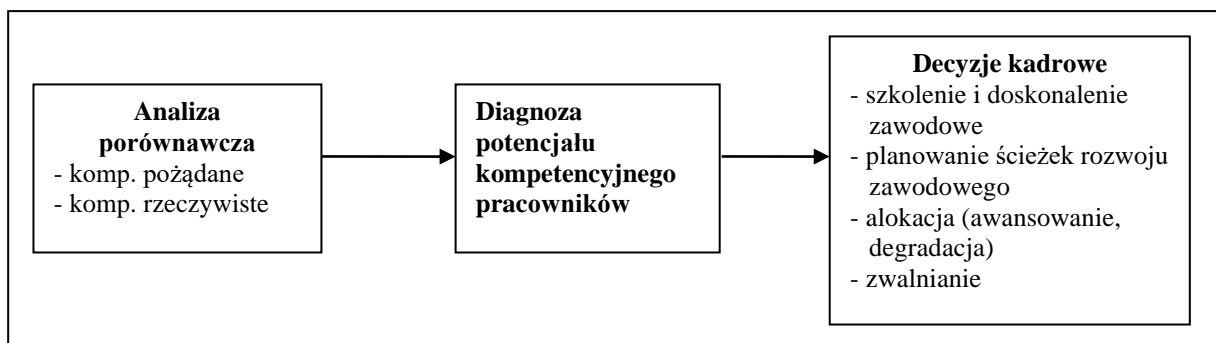 Analiza
porównawcza
- komp. pożądane
- komp. rzeczywiste
Diagnoza
potencjału
kompetencyjnego
pracowników
Decyzje kadrowe
- szkolenie i doskonalenie
zawodowe
- planowanie ścieżek rozwoju
zawodowego
- alokacja (awansowanie,
degradacja)
- zwalnianie